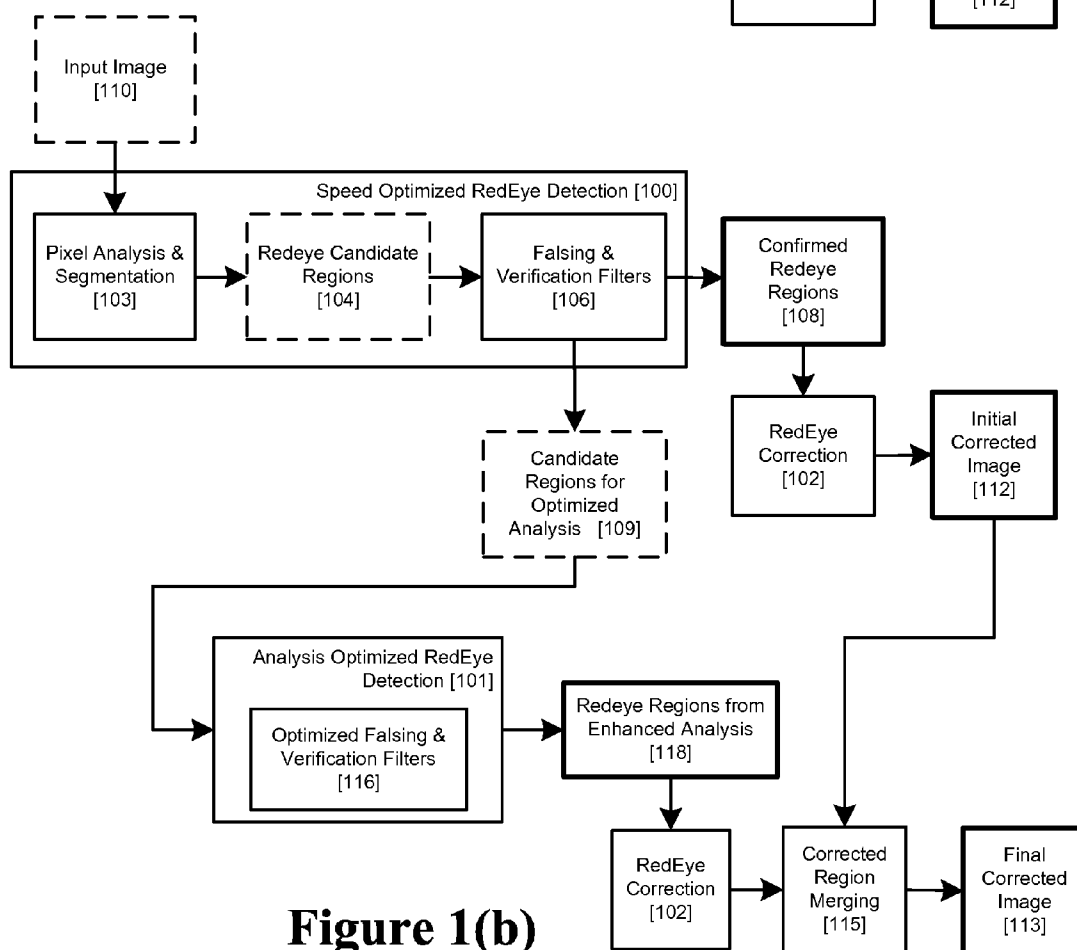 [112]
Input Image
[110]
Speed Optimized RedEye Detection [100]
Pixel Analysis &
Segmentation
[103]
Redeye Candidate
Regions
[104]
Falsing &
Verification Filters
[106]
Confirmed
Redeye
Regions
[108]
RedEye
Correction
[102]
Initial
Corrected
Image
[112]
Candidate
Regions for
Optimized
Analysis [109]
Analysis Optimized RedEye
Detection [101]
Optimized Falsing &
Verification Filters
[116]
Redeye Regions from
Enhanced Analysis
[118]
RedEye
Correction
[102]
Corrected
Region
Merging
[115]
Final
Corrected
Image
[113]
Figure 1(b)